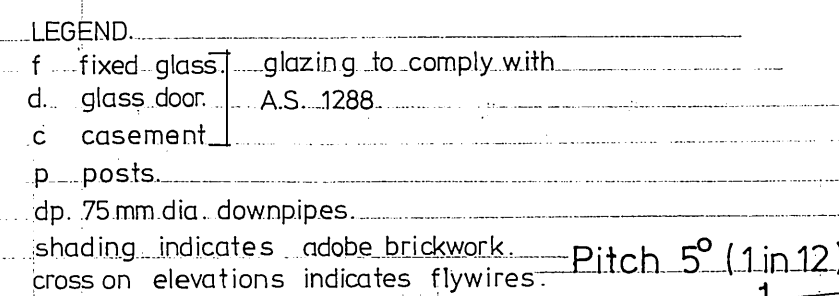 LEGEND.
f fixed glass. glazing to comply with
d. glass door. A.S. 1288
c casement
p posts.
dp. 75 mm dia. downpipes.
shading indicates adobe brickwork.
Pitch 5° (1 in 12)
cross on elevations indicates flywires.
1